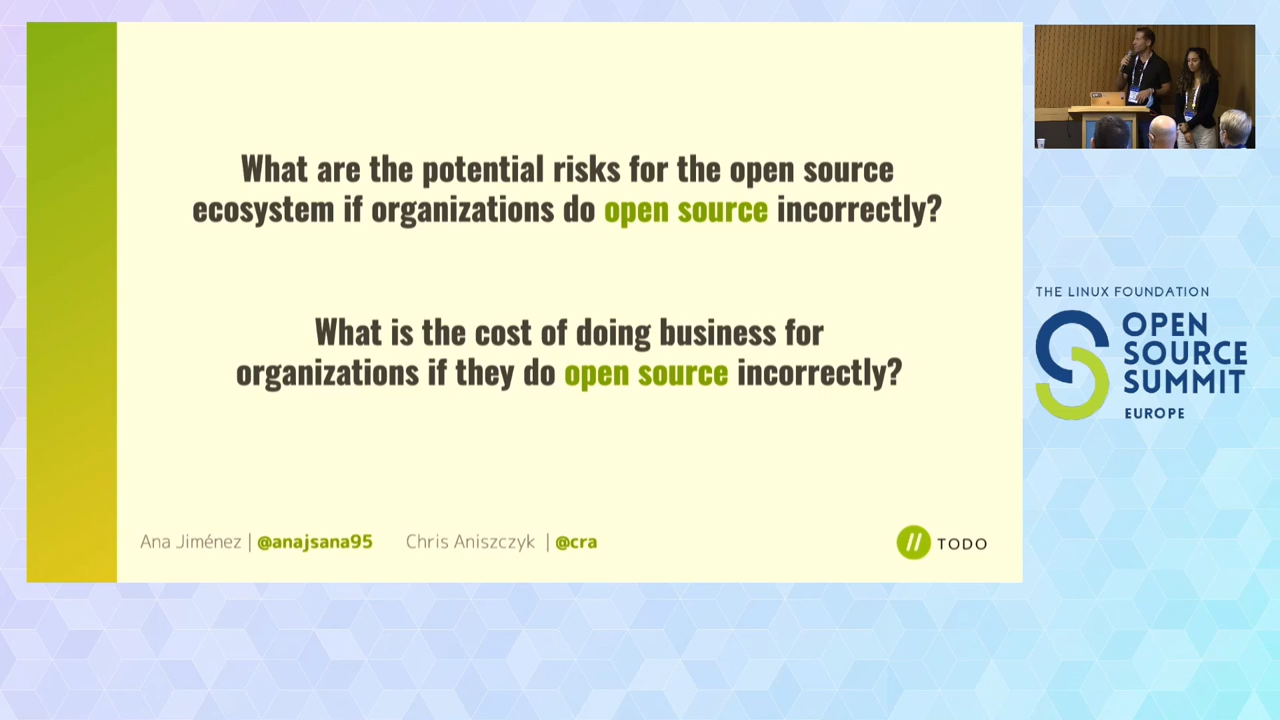 What are the potential risks for the open source
ecosystem if organizations do open source incorrectly?
What is the cost of doing business for
organizations if they do open source incorrectly?
Ana Jiménez | @anajsana95 Chris Aniszczyk | @cra
// TODO
THE LINUX FOUNDATION
OPEN
SOURCE
SUMMIT
EUROPE